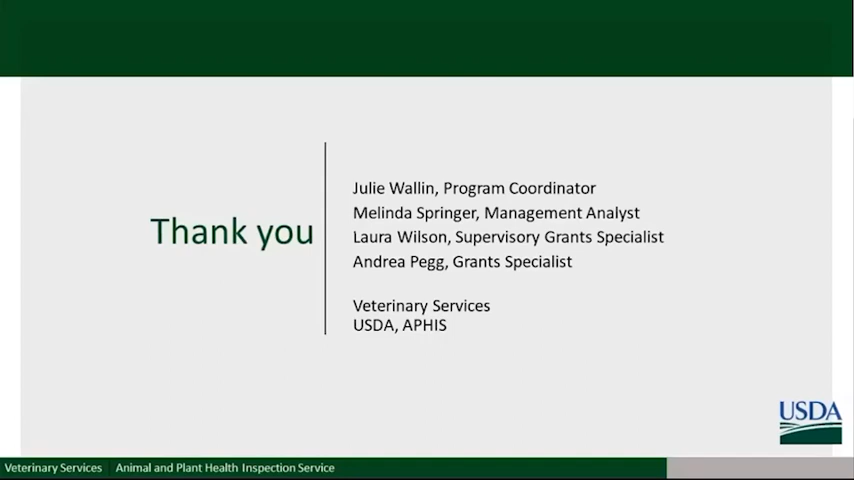 Thank you
Julie Wallin, Program Coordinator
Melinda Springer, Management Analyst
Laura Wilson, Supervisory Grants Specialist
Andrea Pegg, Grants Specialist
Veterinary Services
USDA, APHIS
USDA
Veterinary Services Animal and Plant Health Inspection Service